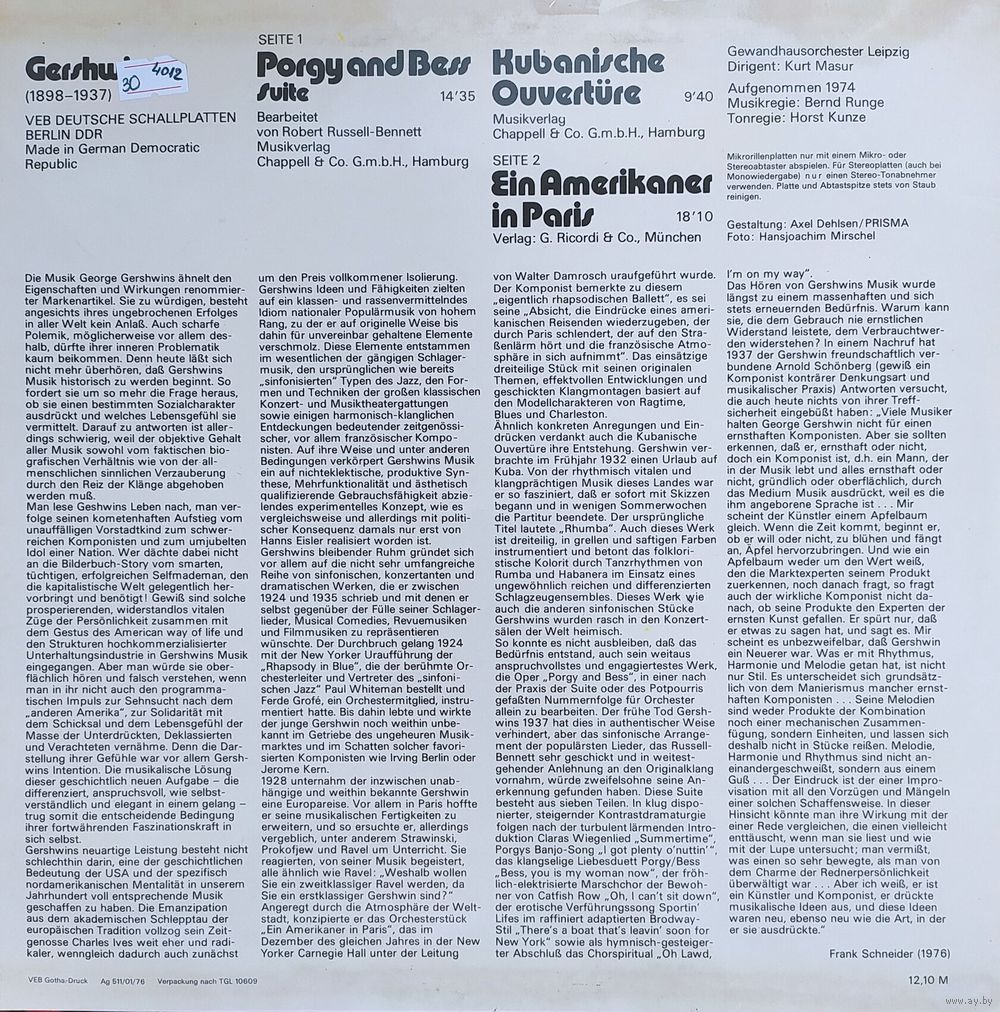 Gershwi
(1898–1937)
30 4012
VEB DEUTSCHE SCHALLPLATTEN
BERLIN DDR
Made in German Democratic
Republic
SEITE 1
Porgy and Bess
Suite 14'35
Bearbeitet
von Robert Russell-Bennett
Musikverlag
Chappell & Co. G.m.b.H., Hamburg
Kubanische
Ouvertüre 9'40
Musikverlag
Chappell & Co. G.m.b.H., Hamburg
SEITE 2
Ein Amerikaner
in Paris 18'10
Verlag: G. Ricordi & Co., München
Gewandhausorchester Leipzig
Dirigent: Kurt Masur
Aufgenommen 1974
Musikregie: Bernd Runge
Tonregie: Horst Kunze
Mikrorillenplatten nur mit einem Mikro- oder
Stereoabtaster abspielen. Für Stereoplatten (auch bei
Monowiedergabe) n u r einen Stereo-Tonabnehmer
verwenden. Platte und Abtastspitze stets von Staub
reinigen.
Gestaltung: Axel Dehlsen/PRISMA
Foto: Hansjoachim Mirschel
Die Musik George Gershwins ähnelt den
Eigenschaften und Wirkungen renommier-
ter Markenartikel. Sie zu würdigen, besteht
angesichts ihres ungebrochenen Erfolges
in aller Welt kein Anlaß. Auch scharfe
Polemik, möglicherweise vor allem des-
halb, dürfte ihrer inneren Problematik
kaum beikommen. Denn heute läßt sich
nicht mehr überhören, daß Gershwins
Musik historisch zu werden beginnt. So
fordert sie um so mehr die Frage heraus,
ob sie einen bestimmten Sozialcharakter
ausdrückt und welches Lebensgefühl sie
vermittelt. Darauf zu antworten ist aller-
dings schwierig, weil der objektive Gehalt
aller Musik sowohl vom faktischen bio-
grafischen Verhältnis wie von der all-
menschlichen sinnlichen Verzauberung
durch den Reiz der Klänge abgehoben
werden muß.
Man lese Geshwins Leben nach, man ver-
folge seinen kometenhaften Aufstieg vom
unauffälligen Vorstadtkind zum schwer-
reichen Komponisten und zum umjubelten
Idol einer Nation. Wer dächte dabei nicht
an die Bilderbuch-Story vom smarten,
tüchtigen, erfolgreichen Selfmademan, den
die kapitalistische Welt gelegentlich her-
vorbringt und benötigt! Gewiß sind solche
prosperierenden, widerstandlos vitalen
Züge der Persönlichkeit zusammen mit
dem Gestus des American way of life und
den Strukturen hochkommerzialisierter
Unterhaltungsindustrie in Gershwins Musik
eingegangen. Aber man würde sie ober-
flächlich hören und falsch verstehen, wenn
man in ihr nicht auch den programma-
tischen Impuls zur Sehnsucht nach dem
„anderen Amerika", zur Solidarität mit
dem Schicksal und dem Lebensgefühl der
Masse der Unterdrückten, Deklassierten
und Verachteten vernähme. Denn die Dar-
stellung ihrer Gefühle war vor allem Gersh-
wins Intention. Die musikalische Lösung
dieser geschichtlich neuen Aufgabe – die
differenziert, anspruchsvoll, wie selbst-
verständlich und elegant in einem gelang –
trug somit die entscheidende Bedingung
ihrer fortwährenden Faszinationskraft in
sich selbst.
Gershwins neuartige Leistung besteht nicht
schlechthin darin, eine der geschichtlichen
Bedeutung der USA und der spezifisch
nordamerikanischen Mentalität in unserem
Jahrhundert voll entsprechende Musik
geschaffen zu haben. Die Emanzipation
aus dem akademischen Schlepptau der
europäischen Tradition vollzog sein Zeit-
genosse Charles Ives weit eher und radi-
kaler, wenngleich dadurch auch zunächst
um den Preis vollkommener Isolierung.
Gershwins Ideen und Fähigkeiten zielten
auf ein klassen- und rassenvermittelndes
Idiom nationaler Populärmusik von hohem
Rang, zu der er auf originelle Weise bis
dahin für unvereinbar gehaltene Elemente
verschmolz. Diese Elemente entstammen
im wesentlichen der gängigen Schlager-
musik, den ursprünglichen wie bereits
„sinfonisierten" Typen des Jazz, den For-
men und Techniken der großen klassischen
Konzert- und Musiktheatergattungen
sowie einigen harmonisch-klanglichen
Entdeckungen bedeutender zeitgenössi-
scher, vor allem französischer Kompo-
nisten. Auf ihre Weise und unter anderen
Bedingungen verkörpert Gershwins Musik
ein auf nichteklektische, produktive Syn-
these, Mehrfunktionalität und ästhetisch
qualifizierende Gebrauchsfähigkeit abzie-
lendes experimentelles Konzept, wie es
vergleichsweise und allerdings mit politi-
scher Konsequenz damals nur erst von
Hanns Eisler realisiert worden ist.
Gershwins bleibender Ruhm gründet sich
vor allem auf die nicht sehr umfangreiche
Reihe von sinfonischen, konzertanten und
dramatischen Werken, die er zwischen
1924 und 1935 schrieb und mit denen er
selbst gegenüber der Fülle seiner Schlager-
lieder, Musical Comedies, Revuemusiken
und Filmmusiken zu repräsentieren
wünschte. Der Durchbruch gelang 1924
mit der New Yorker Uraufführung der
„Rhapsody in Blue", die der berühmte Or-
chesterleiter und Vertreter des „sinfoni-
schen Jazz" Paul Whiteman bestellt und
Ferde Grofé, ein Orchestermitglied, instru-
mentiert hatte. Bis dahin lebte und wirkte
der junge Gershwin noch weithin unbe-
kannt im Getriebe des ungeheuren Musik-
marktes und im Schatten solcher favori-
sierten Komponisten wie Irving Berlin oder
Jerome Kern.
1928 unternahm der inzwischen unab-
hängige und weithin bekannte Gershwin
eine Europareise. Vor allem in Paris hoffte
er seine musikalischen Fertigkeiten zu
erweitern, und so ersuchte er, allerdings
vergeblich, unter anderem Strawinski,
Prokofjew und Ravel um Unterricht. Sie
reagierten, von seiner Musik begeistert,
alle ähnlich wie Ravel: „Weshalb wollen
Sie ein zweitklassiger Ravel werden, da
Sie ein erstklassiger Gershwin sind?"
Angeregt durch die Atmosphäre der Welt-
stadt, konzipierte er das Orchesterstück
„Ein Amerikaner in Paris", das im
Dezember des gleichen Jahres in der New
Yorker Carnegie Hall unter der Leitung
von Walter Damrosch uraufgeführt wurde.
Der Komponist bemerkte zu diesem
„eigentlich rhapsodischen Ballett", es sei
seine „Absicht, die Eindrücke eines ameri-
kanischen Reisenden wiederzugeben, der
durch Paris schlendert, der auf den Stra-
ßenlärm hört und die französische Atmo-
sphäre in sich aufnimmt". Das einsätzige
dreiteilige Stück mit seinen originalen
Themen, effektvollen Entwicklungen und
geschickten Klangmontagen basiert auf
den Modellcharakteren von Ragtime,
Blues und Charleston.
Ähnlich konkreten Anregungen und Ein-
drücken verdankt auch die Kubanische
Ouvertüre ihre Entstehung. Gershwin ver-
brachte im Frühjahr 1932 einen Urlaub auf
Kuba. Von der rhythmisch vitalen und
klangprächtigen Musik dieses Landes war
er so fasziniert, daß er sofort mit Skizzen
begann und in wenigen Sommerwochen
die Partitur beendete. Der ursprüngliche
Titel lautete „Rhumba". Auch dieses Werk
ist dreiteilig, in grellen und saftigen Farben
instrumentiert und betont das folklori-
stische Kolorit durch Tanzrhythmen von
Rumba und Habanera im Einsatz eines
ungewöhnlich reichen und differenzierten
Schlagzeugensembles. Dieses Werk wie
auch die anderen sinfonischen Stücke
Gershwins wurden rasch in den Konzert-
sälen der Welt heimisch.
So konnte es nicht ausbleiben, daß das
Bedürfnis entstand, auch sein weitaus
anspruchvollstes und engagiertestes Werk,
die Oper „Porgy and Bess", in einer nach
der Praxis der Suite oder des Potpourris
gefaßten Nummernfolge für Orchester
allein zu bearbeiten. Der frühe Tod Gersh-
wins 1937 hat dies in authentischer Weise
verhindert, aber das sinfonische Arrange-
ment der populärsten Lieder, das Russell-
Bennett sehr geschickt und in weitest-
gehender Anlehnung an den Originalklang
vornahm, würde zweifelsohne seine An-
erkennung gefunden haben. Diese Suite
besteht aus sieben Teilen. In klug dispo-
nierter, steigernder Kontrastdramaturgie
folgen nach der turbulent lärmenden Intro-
duktion Claras Wiegenlied „Summertime",
Porgys Banjo-Song „I got plenty o'nuttin'",
das klangselige Liebesduett Porgy/Bess
„Bess, you is my woman now", der fröh-
lich-elektrisierte Marschchor der Bewoh-
ner von Catfish Row „Oh, I can't sit down",
der erotische Verführungssong Sportin'
Lifes im raffiniert adaptierten Brodway-
Stil „There's a boat that's leavin' soon for
New York" sowie als hymnisch-gesteiger-
ter Abschluß das Chorspiritual „Oh Lawd,
I'm on my way".
Das Hören von Gershwins Musik wurde
längst zu einem massenhaften und sich
stets erneuernden Bedürfnis. Warum kann
sie, die dem Gebrauch nie ernstlichen
Widerstand leistete, dem Verbrauchtwer-
den widerstehen? In einem Nachruf hat
1937 der Gershwin freundschaftlich ver-
bundene Arnold Schönberg (gewiß ein
Komponist konträrer Denkungsart und
musikalischer Praxis) Antworten versucht,
die auch heute nichts von ihrer Treff-
sicherheit eingebüßt haben: „Viele Musiker
halten George Gershwin nicht für einen
ernsthaften Komponisten. Aber sie sollten
erkennen, daß er, ernsthaft oder nicht,
doch ein Komponist ist, d.h. ein Mann, der
in der Musik lebt und alles ernsthaft oder
nicht, gründlich oder oberflächlich, durch
das Medium Musik ausdrückt, weil es die
ihm angeborene Sprache ist . . . Mir
scheint der Künstler einem Apfelbaum
gleich. Wenn die Zeit kommt, beginnt er,
ob er will oder nicht, zu blühen und fängt
an, Äpfel hervorzubringen. Und wie ein
Apfelbaum weder um den Wert weiß,
den die Marktexperten seinem Produkt
zuerkennen, noch danach fragt, so fragt
auch der wirkliche Komponist nicht da-
nach, ob seine Produkte den Experten der
ernsten Kunst gefallen. Er spürt nur, daß
er etwas zu sagen hat, und sagt es. Mir
scheint es unbezweifelbar, daß Gershwin
ein Neuerer war. Was er mit Rhythmus,
Harmonie und Melodie getan hat, ist nicht
nur Stil. Es unterscheidet sich grundsätz-
lich von dem Manierismus mancher ernst-
haften Komponisten . . . Seine Melodien
sind weder Produkte der Kombination
noch einer mechanischen Zusammen-
fügung, sondern Einheiten, und lassen sich
deshalb nicht in Stücke reißen. Melodie,
Harmonie und Rhythmus sind nicht an-
einandergeschweißt, sondern aus einem
Guß . . . Der Eindruck ist der einer Impro-
visation mit all den Vorzügen und Mängeln
einer solchen Schaffensweise. In dieser
Hinsicht könnte man ihre Wirkung mit der
einer Rede vergleichen, die einen vielleicht
enttäuscht, wenn man sie liest und wie
mit der Lupe untersucht; man vermißt,
was einen so sehr bewegte, als man von
dem Charme der Rednerpersönlichkeit
überwältigt war . . . Aber ich weiß, er ist
ein Künstler und Komponist, er drückte
musikalische Ideen aus, und diese Ideen
waren neu, ebenso neu wie die Art, in der
er sie ausdrückte."
Frank Schneider (1976)
VEB Gotha-Druck Ag 511/01/76 Verpackung nach TGL 10609
12,10 M
www.ay.by